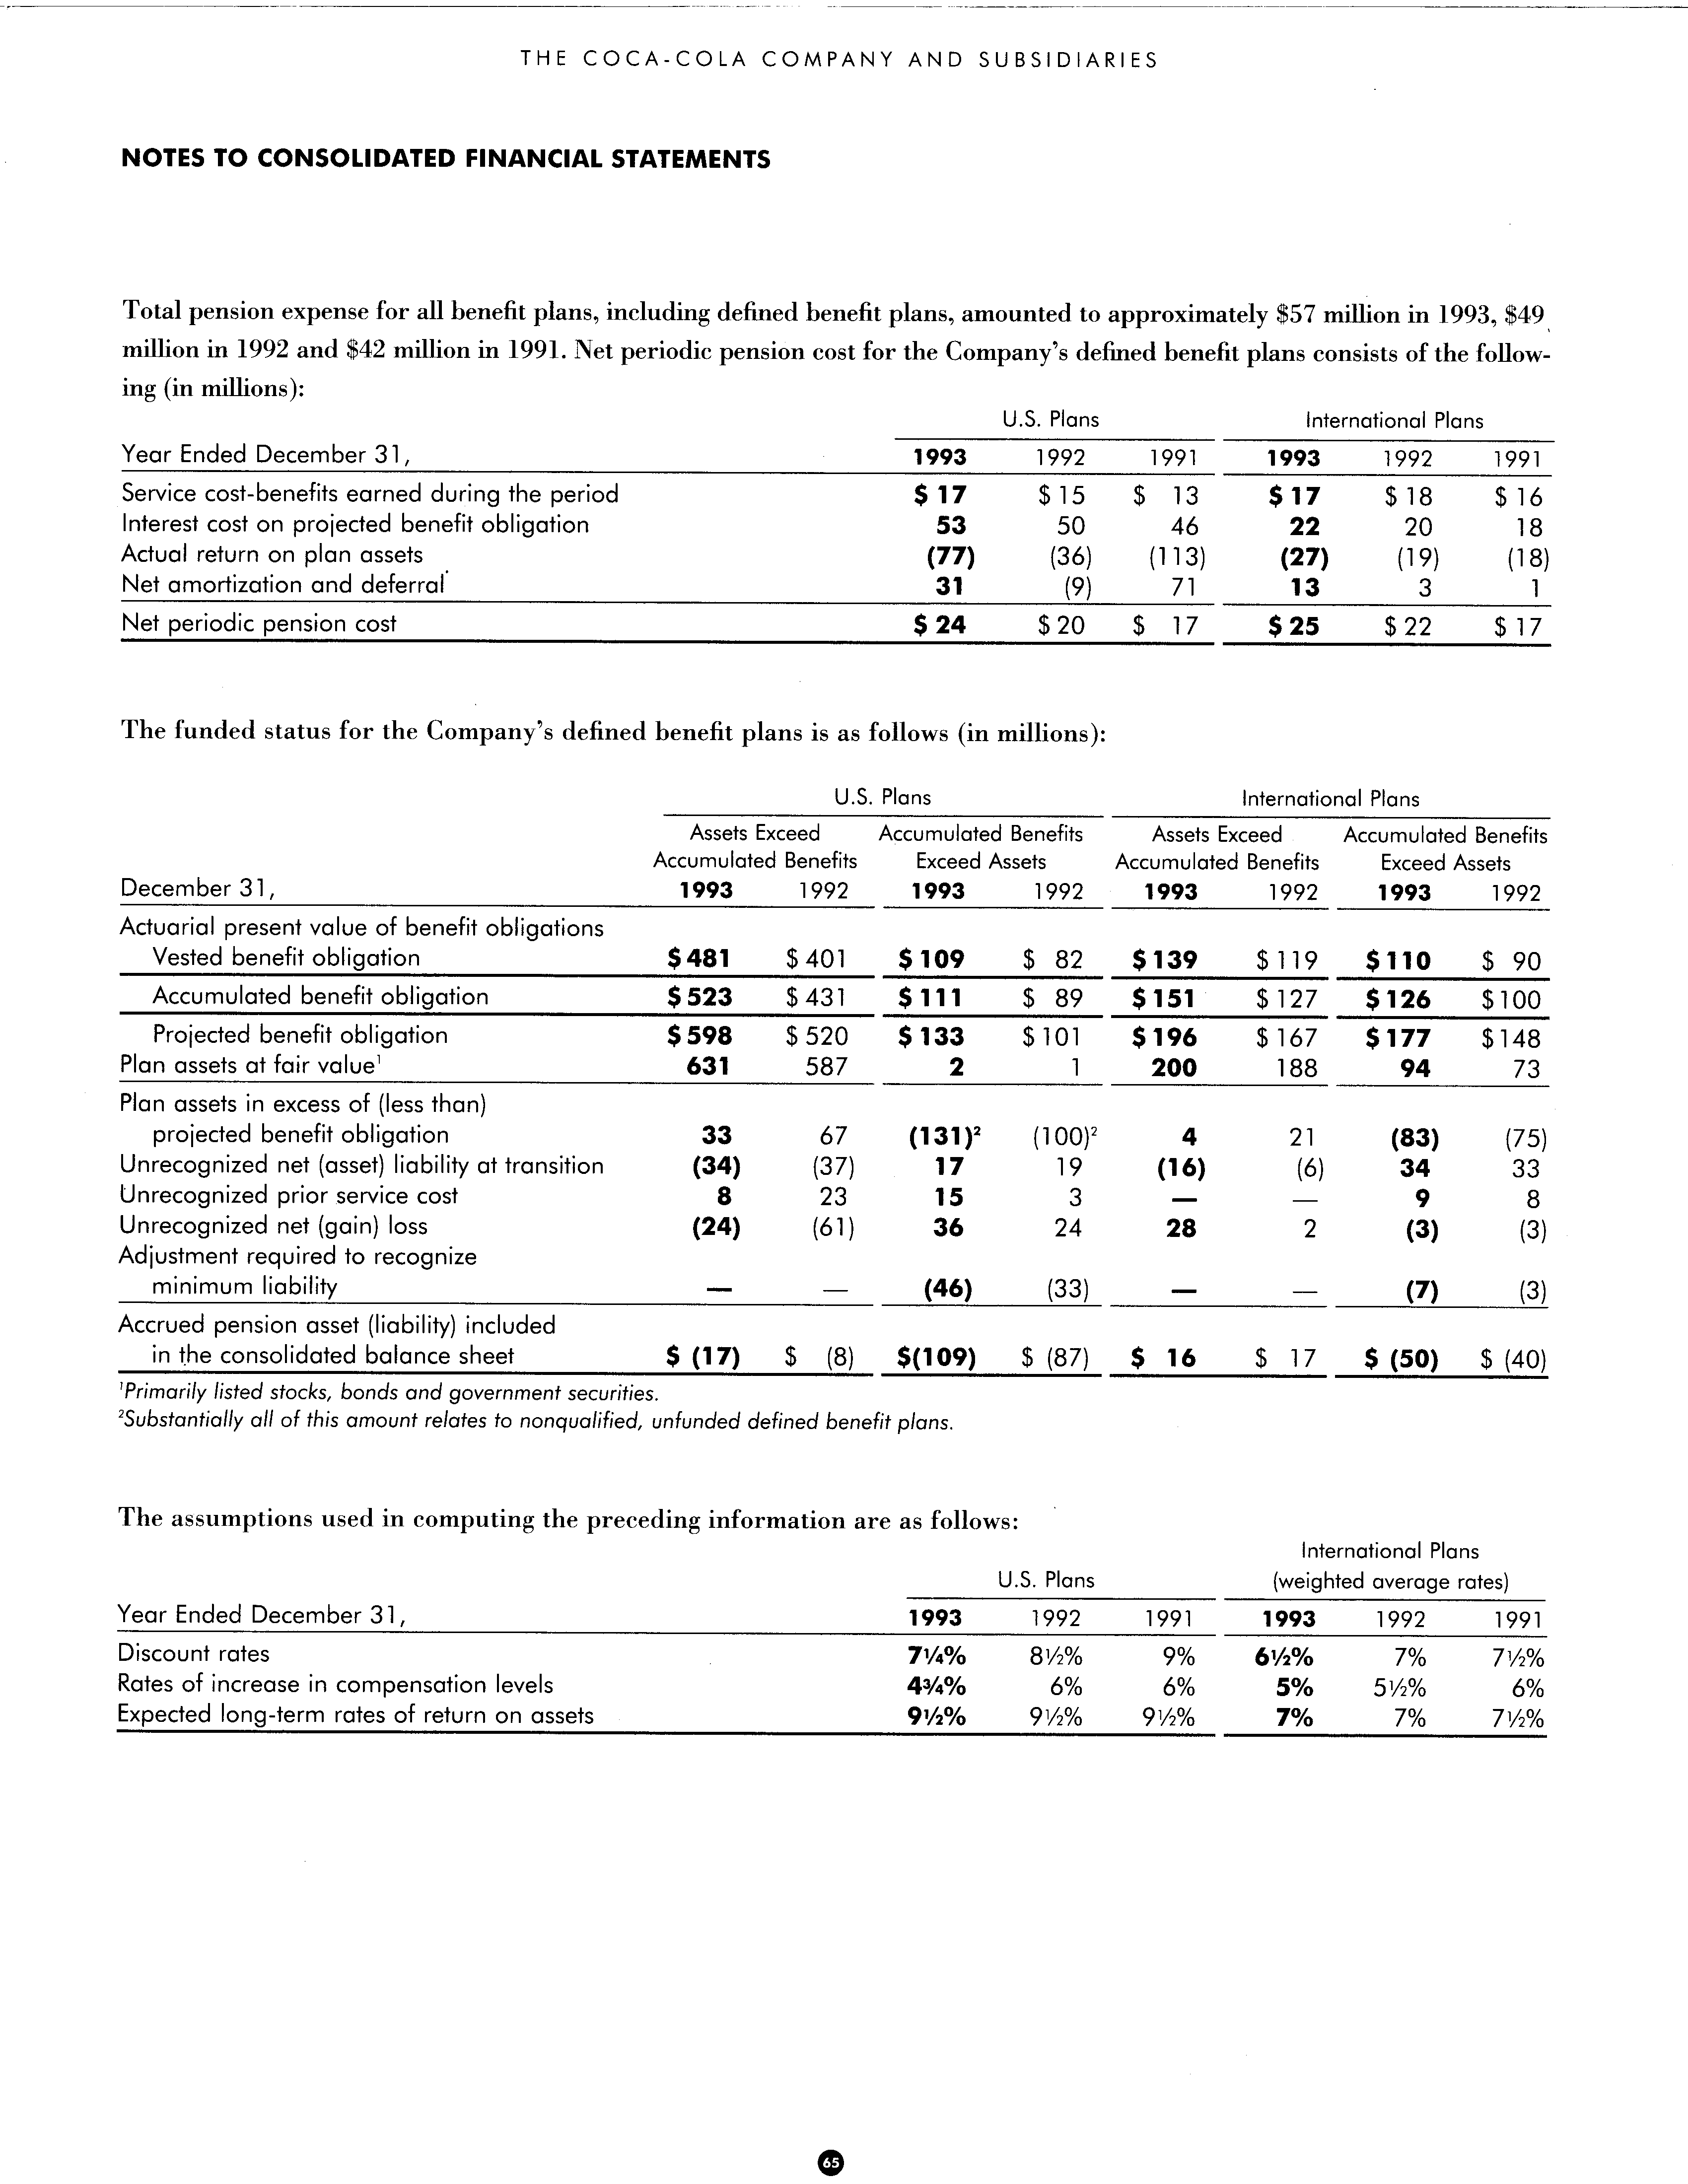 THE COCA-COLA COMPANY AND SUBSIDIARIES
NOTES TO CONSOLIDATED FINANCIAL STATEMENTS
Total pension expense for all benefit plans, including defined benefit plans, amounted to approximately $57 million in 1993, $49
million in 1992 and $42 million in 1991. Net periodic pension cost for the Company's defined benefit plans consists of the follow-
ing (in millions):
U.S. Plans International Plans
Year Ended December 31, 1993 1992 1991 1993 1992 1991
Service cost-benefits earned during the period $ 17 $ 15 $ 13 $ 17 $ 18 $ 16
Interest cost on projected benefit obligation 53 50 46 22 20 18
Actual return on plan assets (77) (36) (113) (27) (19) (18)
Net amortization and deferral 31 (9) 71 13 3 1
Net periodic pension cost $ 24 $ 20 $ 17 $ 25 $ 22 $ 17
The funded status for the Company's defined benefit plans is as follows (in millions):
U.S. Plans International Plans
Assets Exceed Accumulated Benefits Assets Exceed Accumulated Benefits
Accumulated Benefits Exceed Assets Accumulated Benefits Exceed Assets
December 31, 1993 1992 1993 1992 1993 1992 1993 1992
Actuarial present value of benefit obligations
Vested benefit obligation $ 481 $ 401 $ 109 $ 82 $ 139 $ 119 $ 110 $ 90
Accumulated benefit obligation $ 523 $ 431 $ 111 $ 89 $ 151 $ 127 $ 126 $ 100
Projected benefit obligation $ 598 $ 520 $ 133 $ 101 $ 196 $ 167 $ 177 $ 148
Plan assets at fair value¹ 631 587 2 1 200 188 94 73
Plan assets in excess of (less than)
projected benefit obligation 33 67 (131)² (100)² 4 21 (83) (75)
Unrecognized net (asset) liability at transition (34) (37) 17 19 (16) (6) 34 33
Unrecognized prior service cost 8 23 15 3 — — 9 8
Unrecognized net (gain) loss (24) (61) 36 24 28 2 (3) (3)
Adjustment required to recognize
minimum liability — — (46) (33) — — (7) (3)
Accrued pension asset (liability) included
in the consolidated balance sheet $ (17) $ (8) $(109) $ (87) $ 16 $ 17 $ (50) $ (40)
¹Primarily listed stocks, bonds and government securities.
²Substantially all of this amount relates to nonqualified, unfunded defined benefit plans.
The assumptions used in computing the preceding information are as follows:
International Plans
U.S. Plans (weighted average rates)
Year Ended December 31, 1993 1992 1991 1993 1992 1991
Discount rates 7¼% 8½% 9% 6½% 7% 7½%
Rates of increase in compensation levels 4¾% 6% 6% 5% 5½% 6%
Expected long-term rates of return on assets 9½% 9½% 9½% 7% 7% 7½%
65